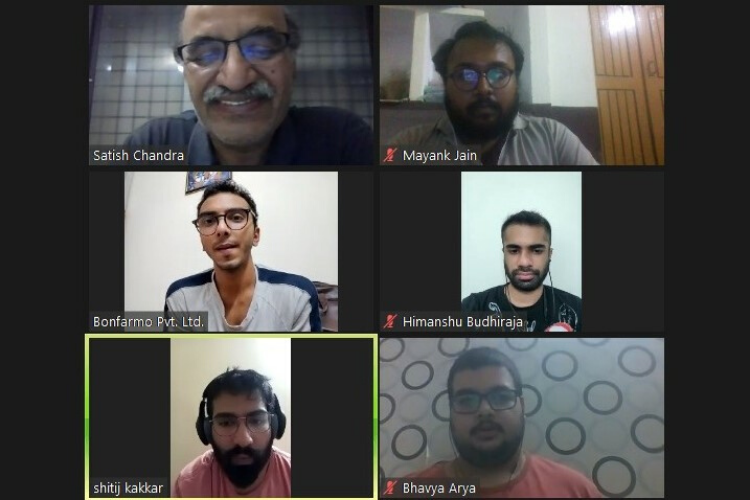 Satish Chandra
Mayank Jain
Bonfarmo Pvt. Ltd.
Himanshu Budhiraja
shitij kakkar
Bhavya Arya